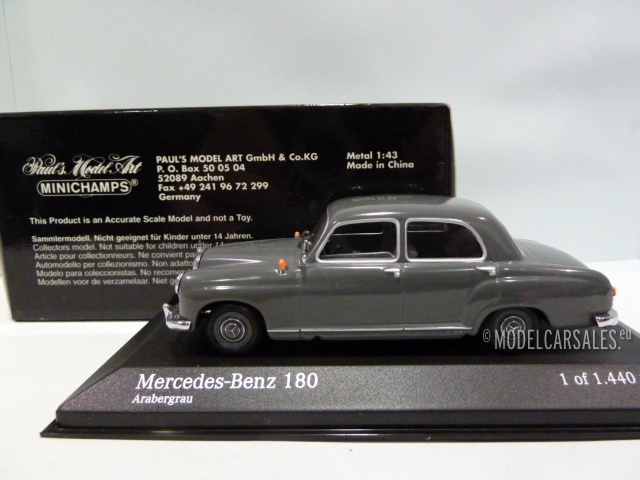 Paul's Model Art
MINICHAMPS®
PAUL'S MODEL ART GmbH & Co.KG
P. O. Box 50 05 04
52089 Aachen
Fax +49 241 96 72 299
Germany
Metal 1:43
Made in China
This Product is an Accurate Scale Model and not a Toy.
Sammlermodell. Nicht geeignet für Kinder unter 14 Jahren.
Collectors model. Not suitable for children under 14
Article pour collectionneurs. Ne convient pas
Automodello per collezionismo. Non adatto
Modelo para coleccionistas. No recomen
Modellen voor de verzamelaar. Niet
© MODELCARSALES.eu
Mercedes-Benz 180
Arabergrau
1 of 1.440